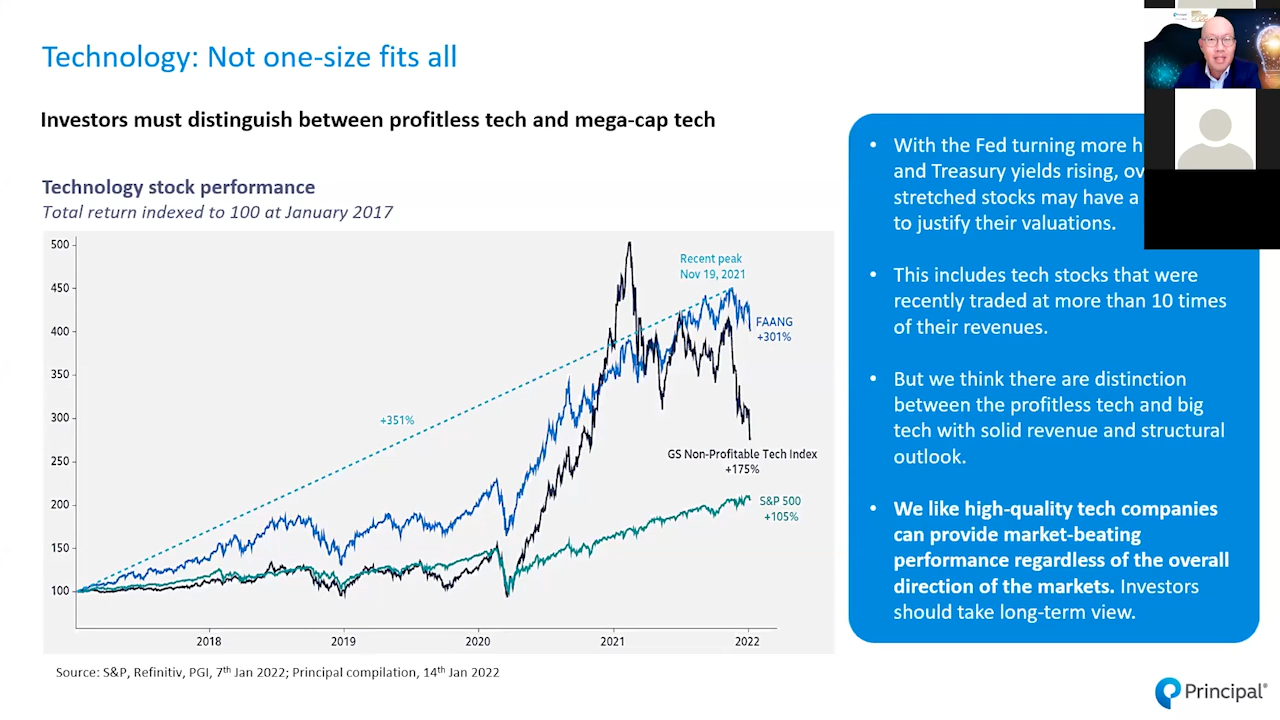 Technology: Not one-size fits all
Investors must distinguish between profitless tech and mega-cap tech
Technology stock performance
Total return indexed to 100 at January 2017
500
450
400
350
300
250
200
150
100
2018
2019
2020
2021
2022
+351%
Recent peak
Nov 19, 2021
FAANG
+301%
GS Non-Profitable Tech Index
+175%
S&P 500
+105%
Source: S&P, Refinitiv, PGI, 7th Jan 2022; Principal compilation, 14th Jan 2022
• With the Fed turning more
and Treasury yields rising,
stretched stocks may have a
to justify their valuations.
• This includes tech stocks that were
recently traded at more than 10 times
of their revenues.
• But we think there are distinction
between the profitless tech and big
tech with solid revenue and structural
outlook.
• We like high-quality tech companies
can provide market-beating
performance regardless of the overall
direction of the markets. Investors
should take long-term view.
Principal®